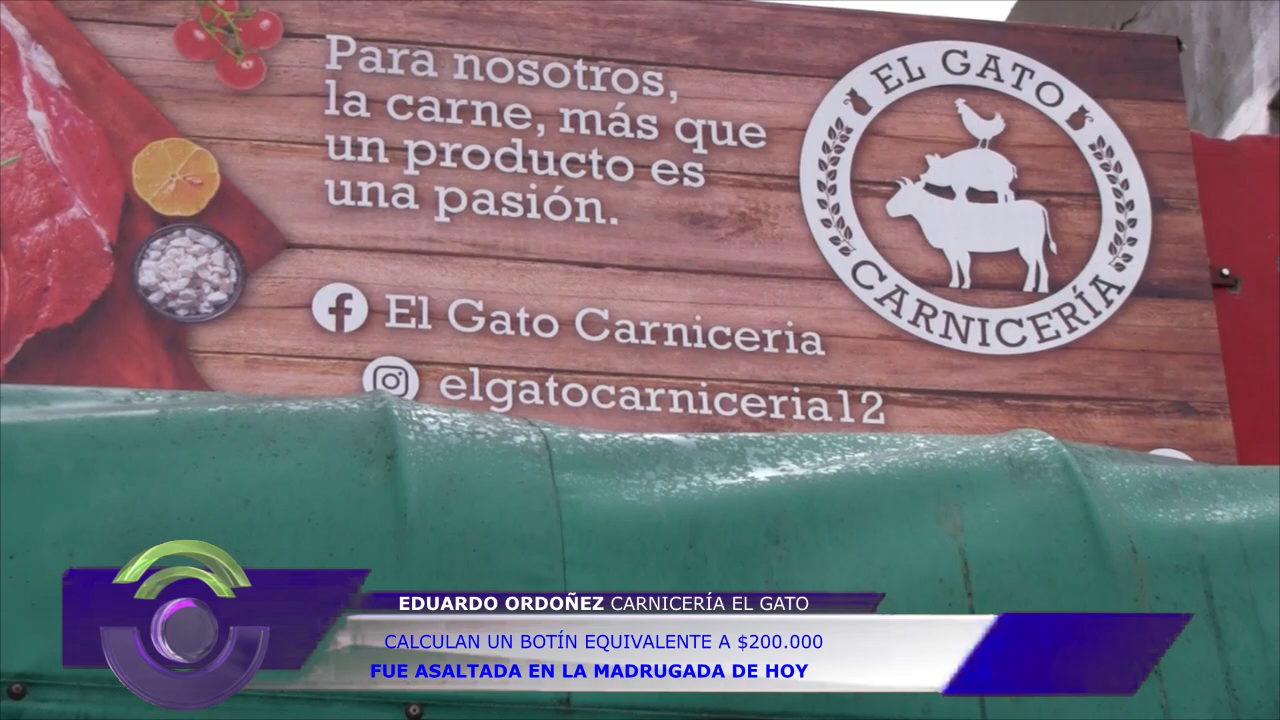 Para nosotros,
la carne, más que
un producto es
una pasión.
EL GATO
CARNICERÍA
El Gato Carniceria
elgatocarniceria12
EDUARDO ORDOÑEZ CARNICERÍA EL GATO
CALCULAN UN BOTÍN EQUIVALENTE A $200.000
FUE ASALTADA EN LA MADRUGADA DE HOY